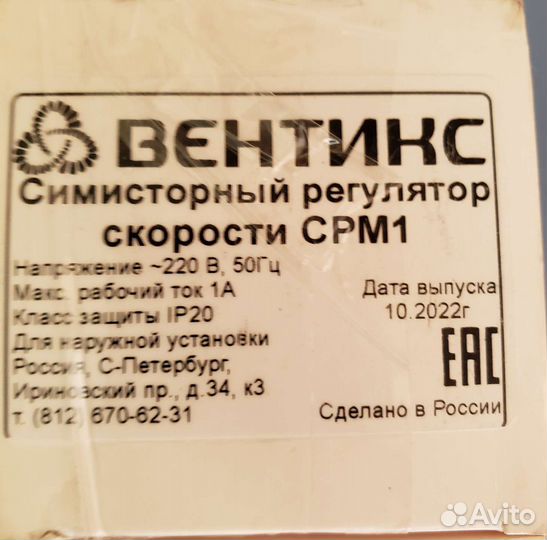 ВЕНТИКС
Симисторный регулятор
скорости СРМ1
Напряжение ~220 В, 50Гц
Макс. рабочий ток 1А
Класс защиты IP20
Для наружной установки
Россия, С-Петербург,
Ириновский пр., д.34, к3
т. (812) 670-62-31
Дата выпуска
10.2022г
ЕАС
Сделано в России
Avito